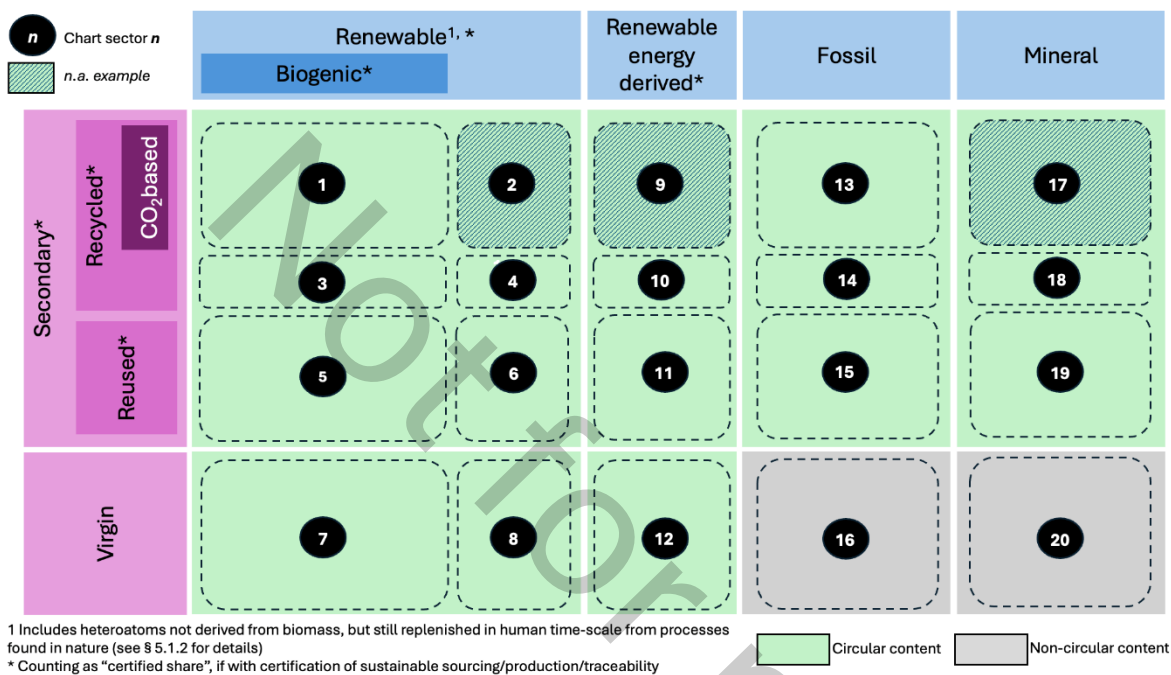 n Chart sector n
n.a. example
Renewable¹, *
Biogenic*
Renewable
energy
derived*
Fossil
Mineral
Secondary*
Recycled*
CO₂based
Reused*
Virgin
1 2 9 13 17
3 4 10 14 18
5 6 11 15 19
7 8 12 16 20
Not for
1 Includes heteroatoms not derived from biomass, but still replenished in human time-scale from processes
found in nature (see § 5.1.2 for details)
* Counting as “certified share”, if with certification of sustainable sourcing/production/traceability
Circular content
Non-circular content